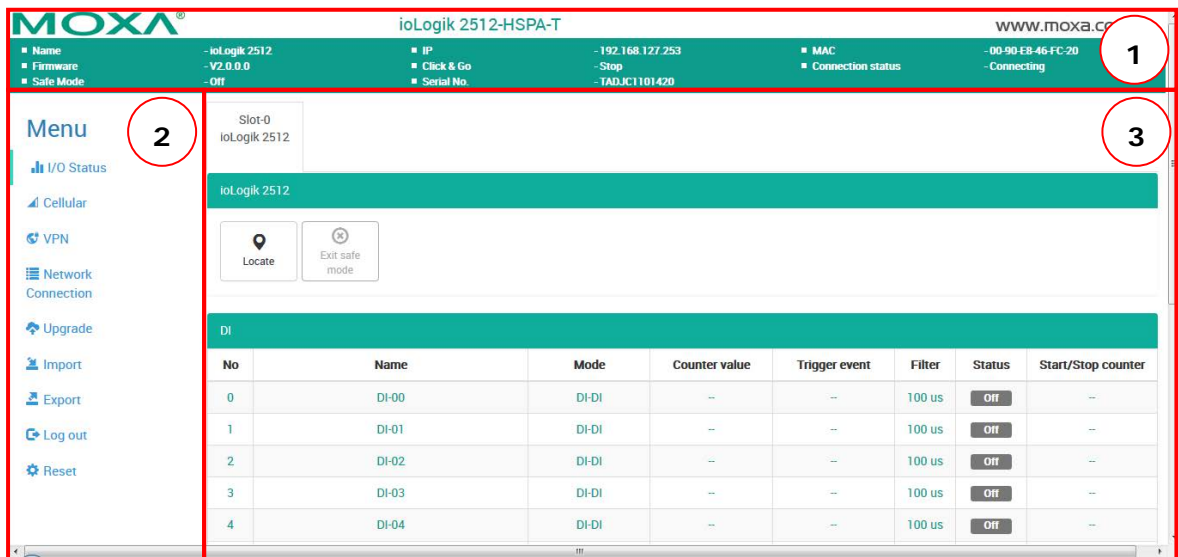 MOXA®
ioLogik 2512-HSPA-T
www.moxa.co
Name - ioLogik 2512 IP - 192.168.127.253 MAC - 00-90-E8-46-FC-20
Firmware - V2.0.0.0 Click & Go - Stop Connection status - Connecting
Safe Mode - Off Serial No. - TADJC1101420
1
Menu
2
I/O Status
Cellular
VPN
Network
Connection
Upgrade
Import
Export
Log out
Reset
Slot-0
ioLogik 2512
3
ioLogik 2512
Locate
Exit safe
mode
DI
No Name Mode Counter value Trigger event Filter Status Start/Stop counter
0 DI-00 DI-DI -- -- 100 us Off --
1 DI-01 DI-DI -- -- 100 us Off --
2 DI-02 DI-DI -- -- 100 us Off --
3 DI-03 DI-DI -- -- 100 us Off --
4 DI-04 DI-DI -- -- 100 us Off --